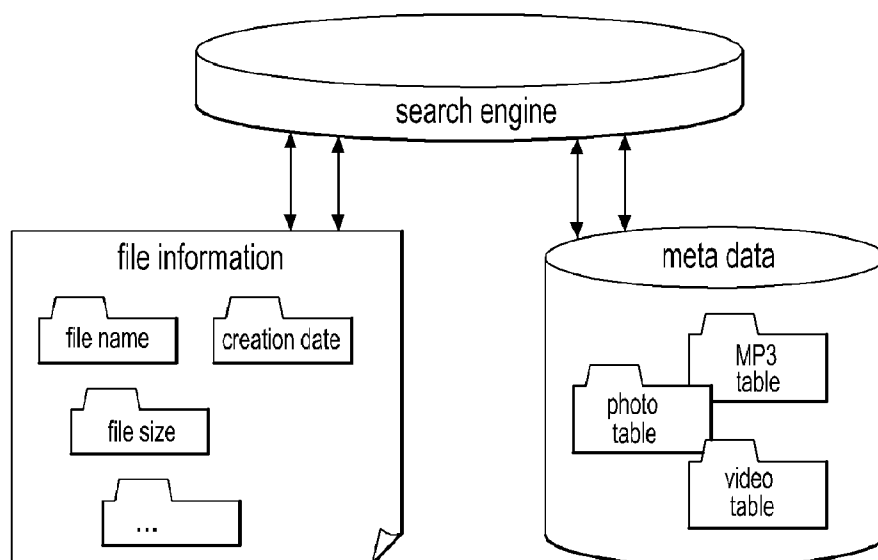 search engine
file information
file name
creation date
file size
...
meta data
MP3
table
photo
table
video
table